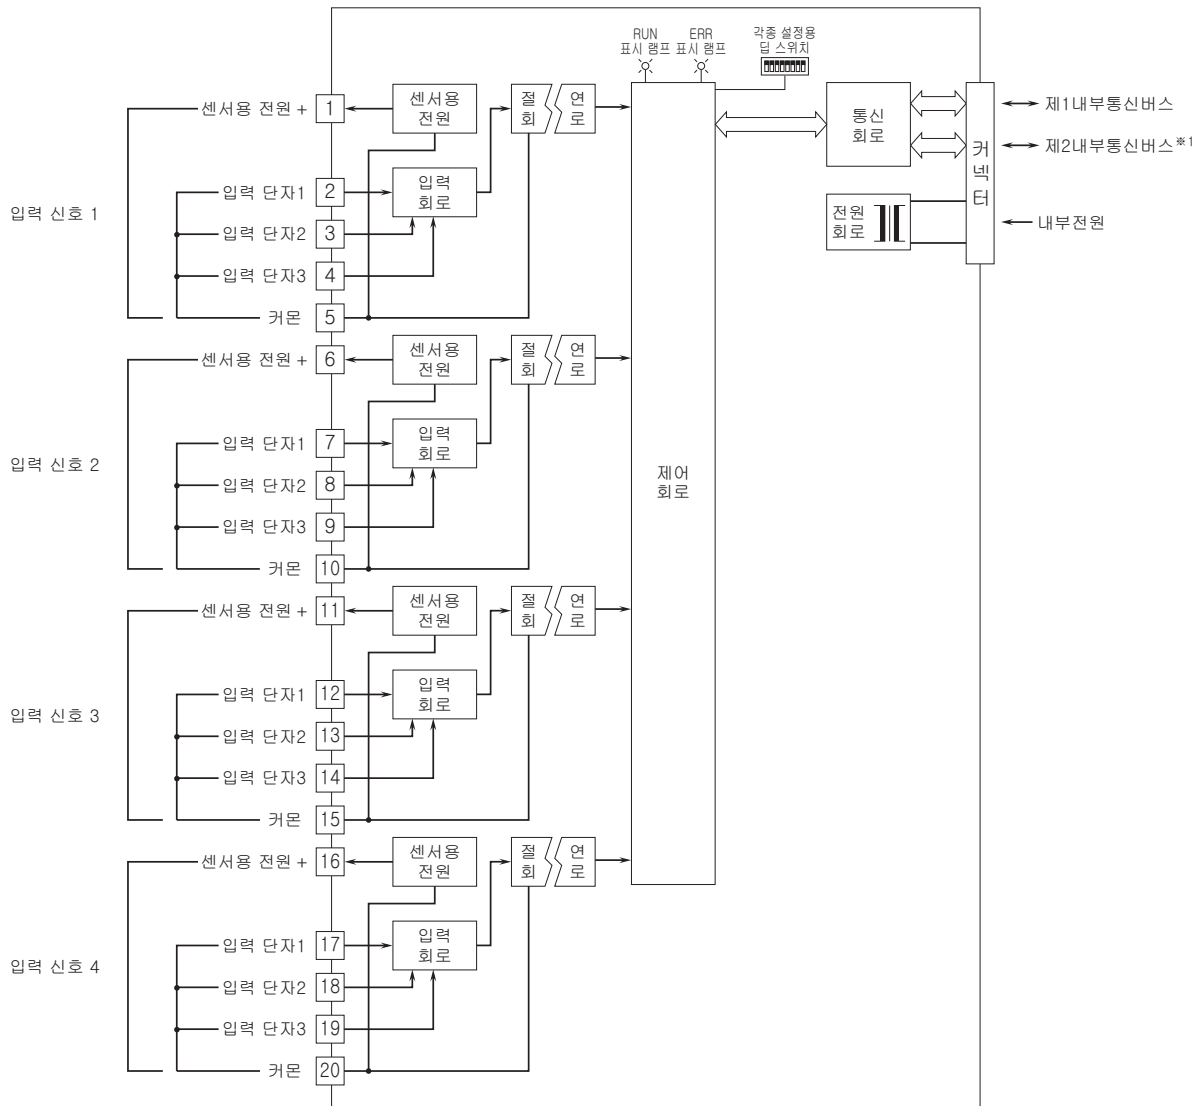 RUN
표시 램프
ERR
표시 램프
각종 설정용
딥 스위치
입력 신호 1
센서용 전원 + 1
입력 단자1 2
입력 단자2 3
입력 단자3 4
커몬 5
센서용
전원
입력
회로
절 연
회 로
입력 신호 2
센서용 전원 + 6
입력 단자1 7
입력 단자2 8
입력 단자3 9
커몬 10
센서용
전원
입력
회로
절 연
회 로
입력 신호 3
센서용 전원 + 11
입력 단자1 12
입력 단자2 13
입력 단자3 14
커몬 15
센서용
전원
입력
회로
절 연
회 로
입력 신호 4
센서용 전원 + 16
입력 단자1 17
입력 단자2 18
입력 단자3 19
커몬 20
센서용
전원
입력
회로
절 연
회 로
제어
회로
통신
회로
전원
회로
커넥터
제1내부통신버스
제2내부통신버스※1
내부전원